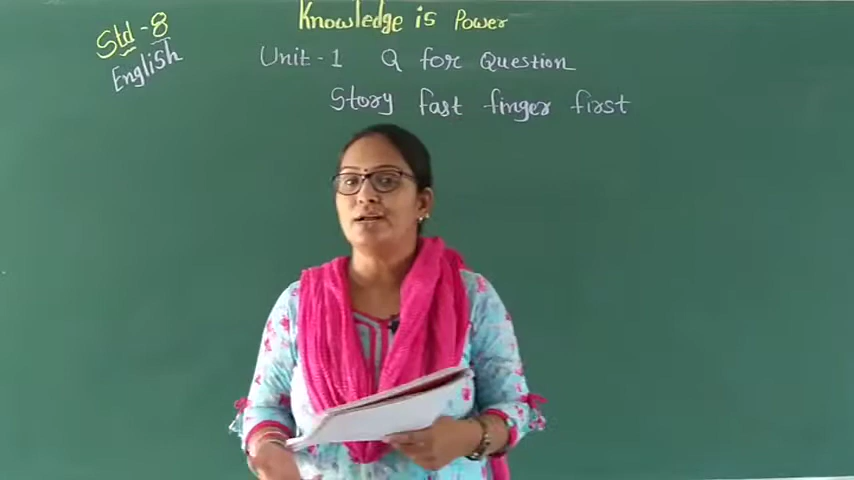 Knowledge is Power
Std - 8
English
Unit - 1 Q for Question
Story fast finger first